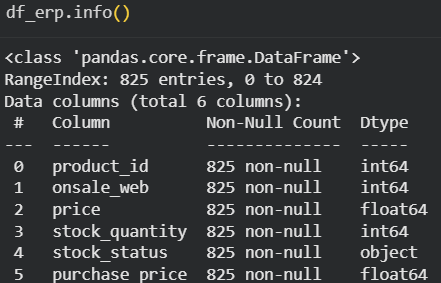 df_erp.info()
<class 'pandas.core.frame.DataFrame'>
RangeIndex: 825 entries, 0 to 824
Data columns (total 6 columns):
 #   Column          Non-Null Count  Dtype
---  ------          --------------  -----
 0   product_id      825 non-null    int64
 1   onsale_web      825 non-null    int64
 2   price           825 non-null    float64
 3   stock_quantity  825 non-null    int64
 4   stock_status    825 non-null    object
 5   purchase_price  825 non-null    float64